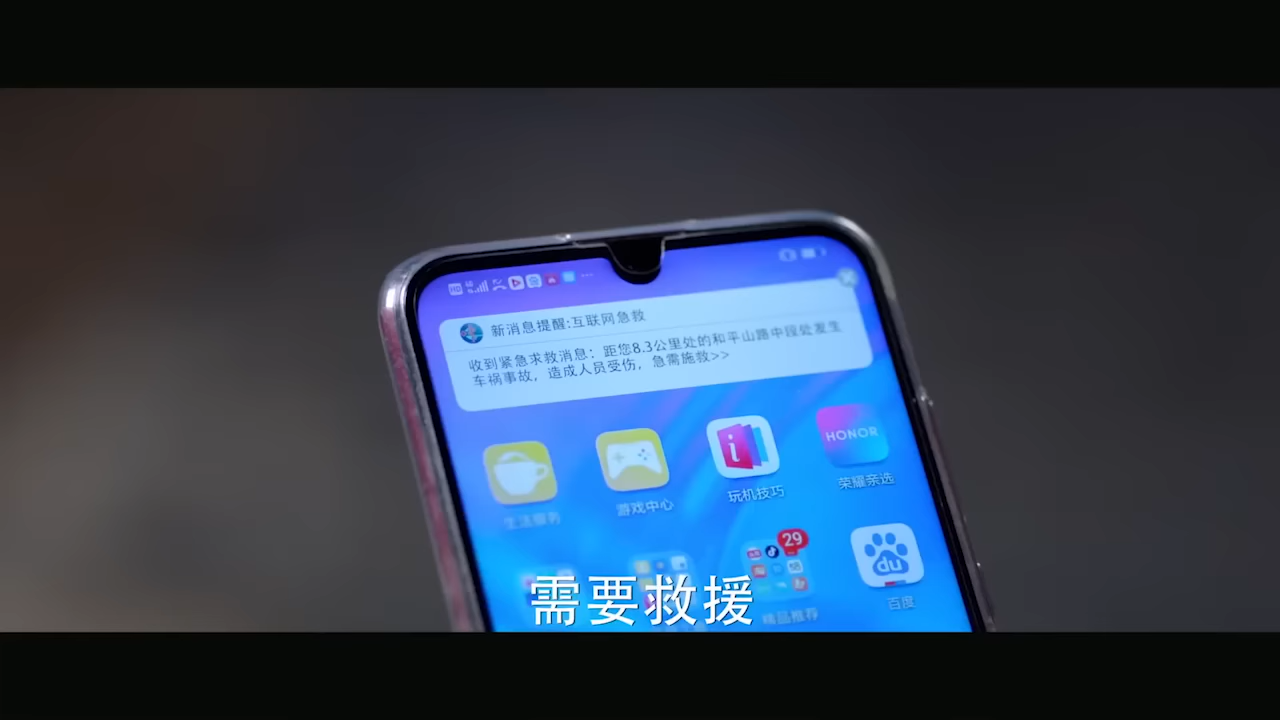 新消息提醒:互联网急救
收到紧急求救消息：距您8.3公里处的和平山路中段处发生
车祸事故，造成人员受伤，急需施救>>
HONOR
生活服务
游戏中心
玩机技巧
荣耀亲选
29
du
精品推荐
百度
需要救援